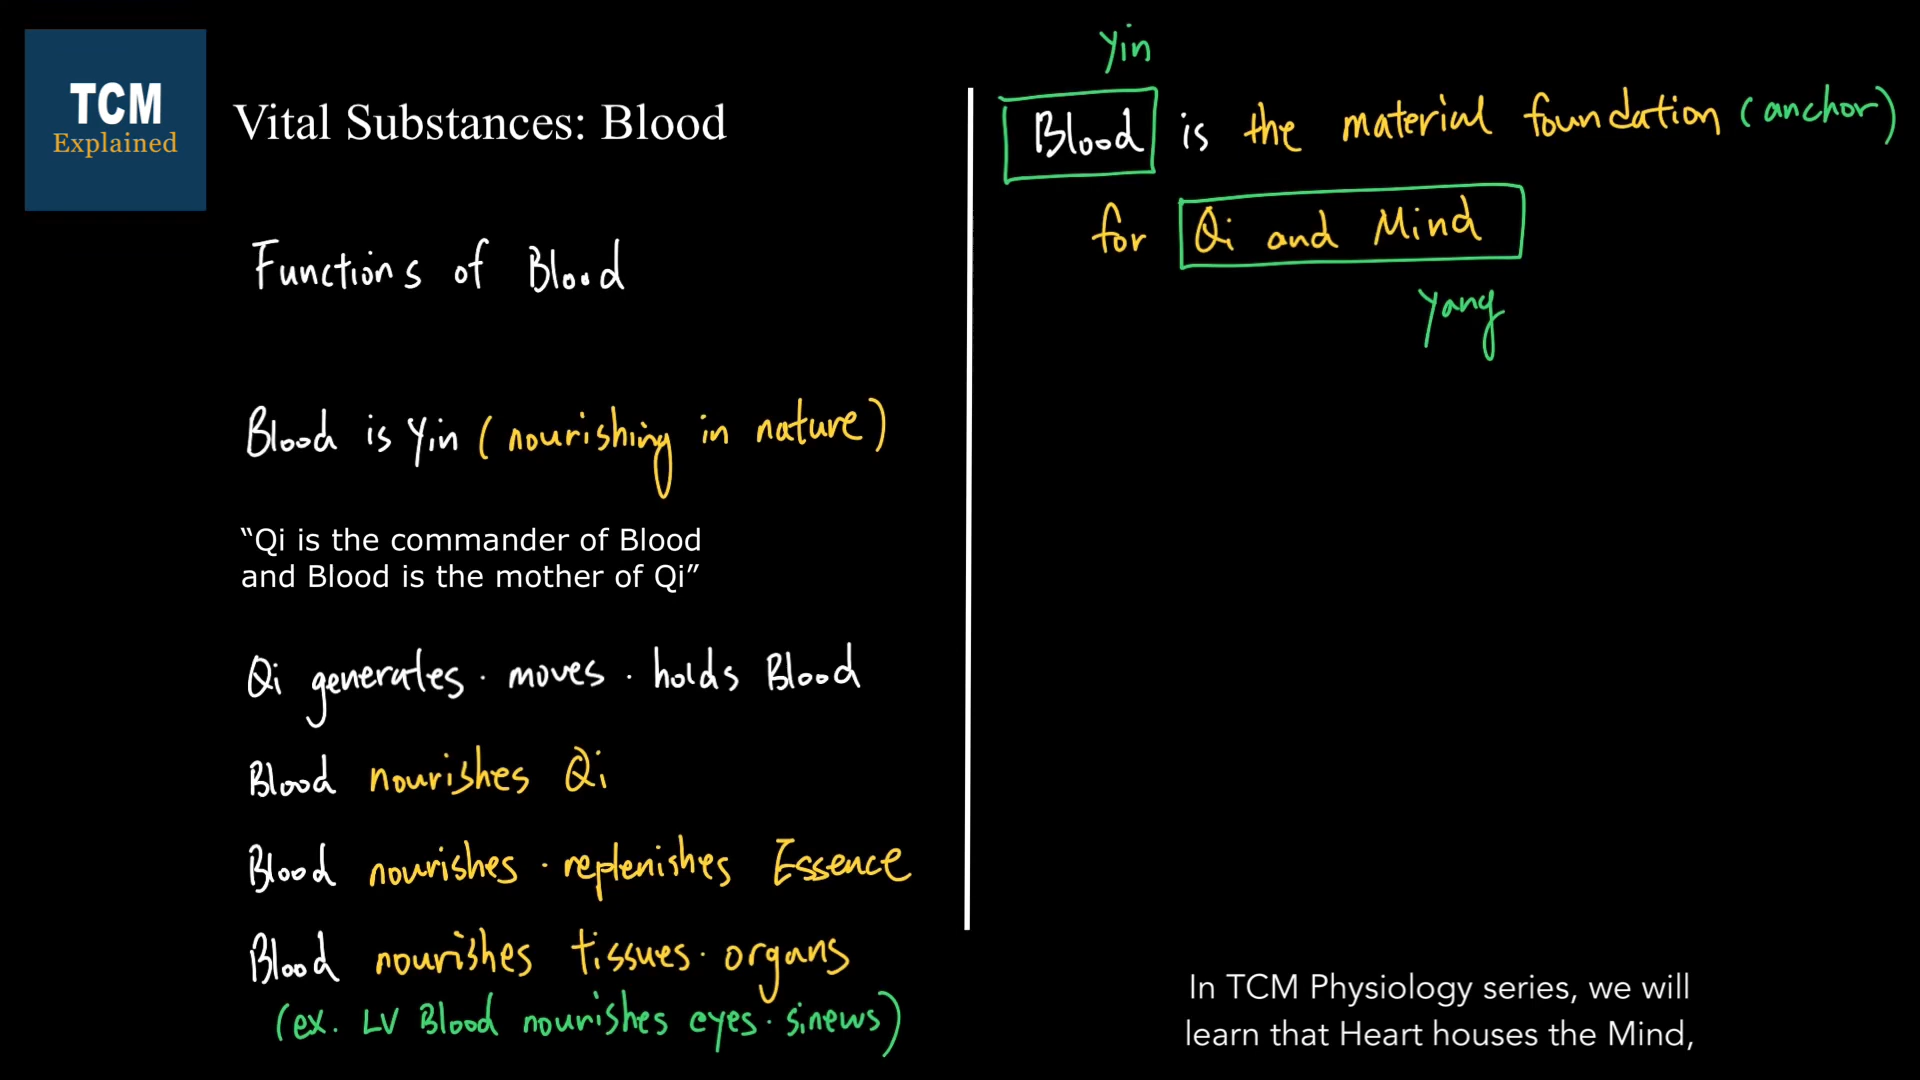 TCM
Explained
Vital Substances: Blood
Functions of Blood
Blood is Yin (nourishing in nature)
“Qi is the commander of Blood
and Blood is the mother of Qi”
Qi generates · moves · holds Blood
Blood nourishes Qi
Blood nourishes · replenishes Essence
Blood nourishes tissues · organs
(ex. LV Blood nourishes eyes · sinews)
Yin
Blood is the material foundation (anchor)
for Qi and Mind
Yang
In TCM Physiology series, we will
learn that Heart houses the Mind,